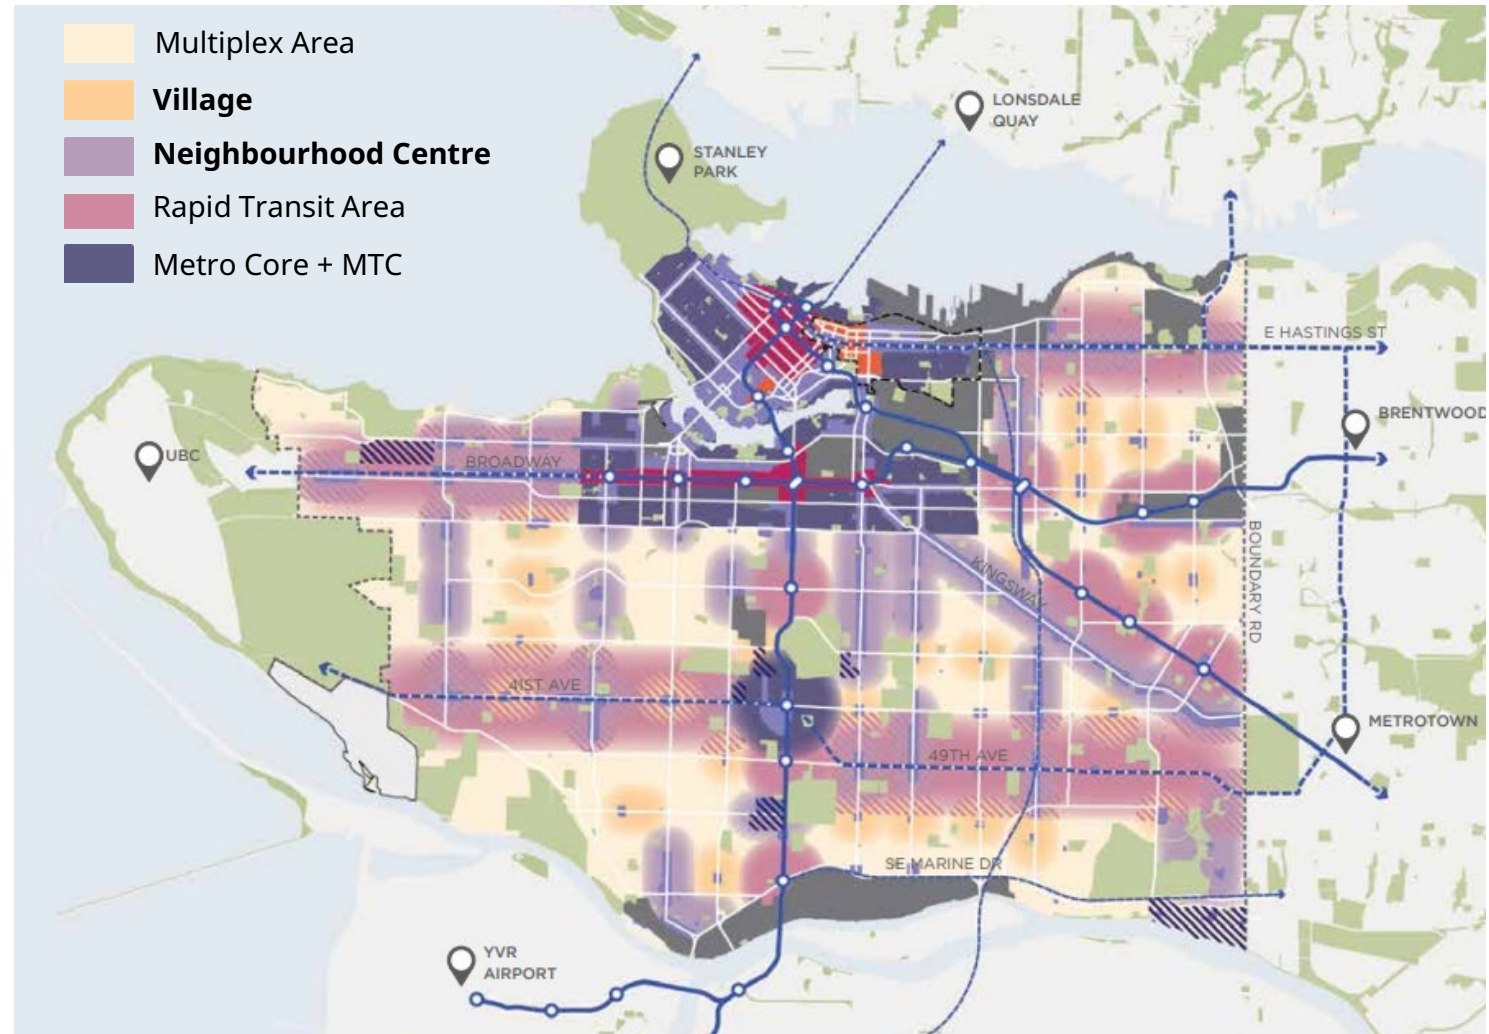 Multiplex Area
Village
Neighbourhood Centre
Rapid Transit Area
Metro Core + MTC
LONSDALE
QUAY
STANLEY
PARK
E HASTINGS ST
BRENTWOOD
UBC
BROADWAY
BOUNDARY RD
KINGSWAY
41ST AVE
METROTOWN
49TH AVE
SE MARINE DR
YVR
AIRPORT